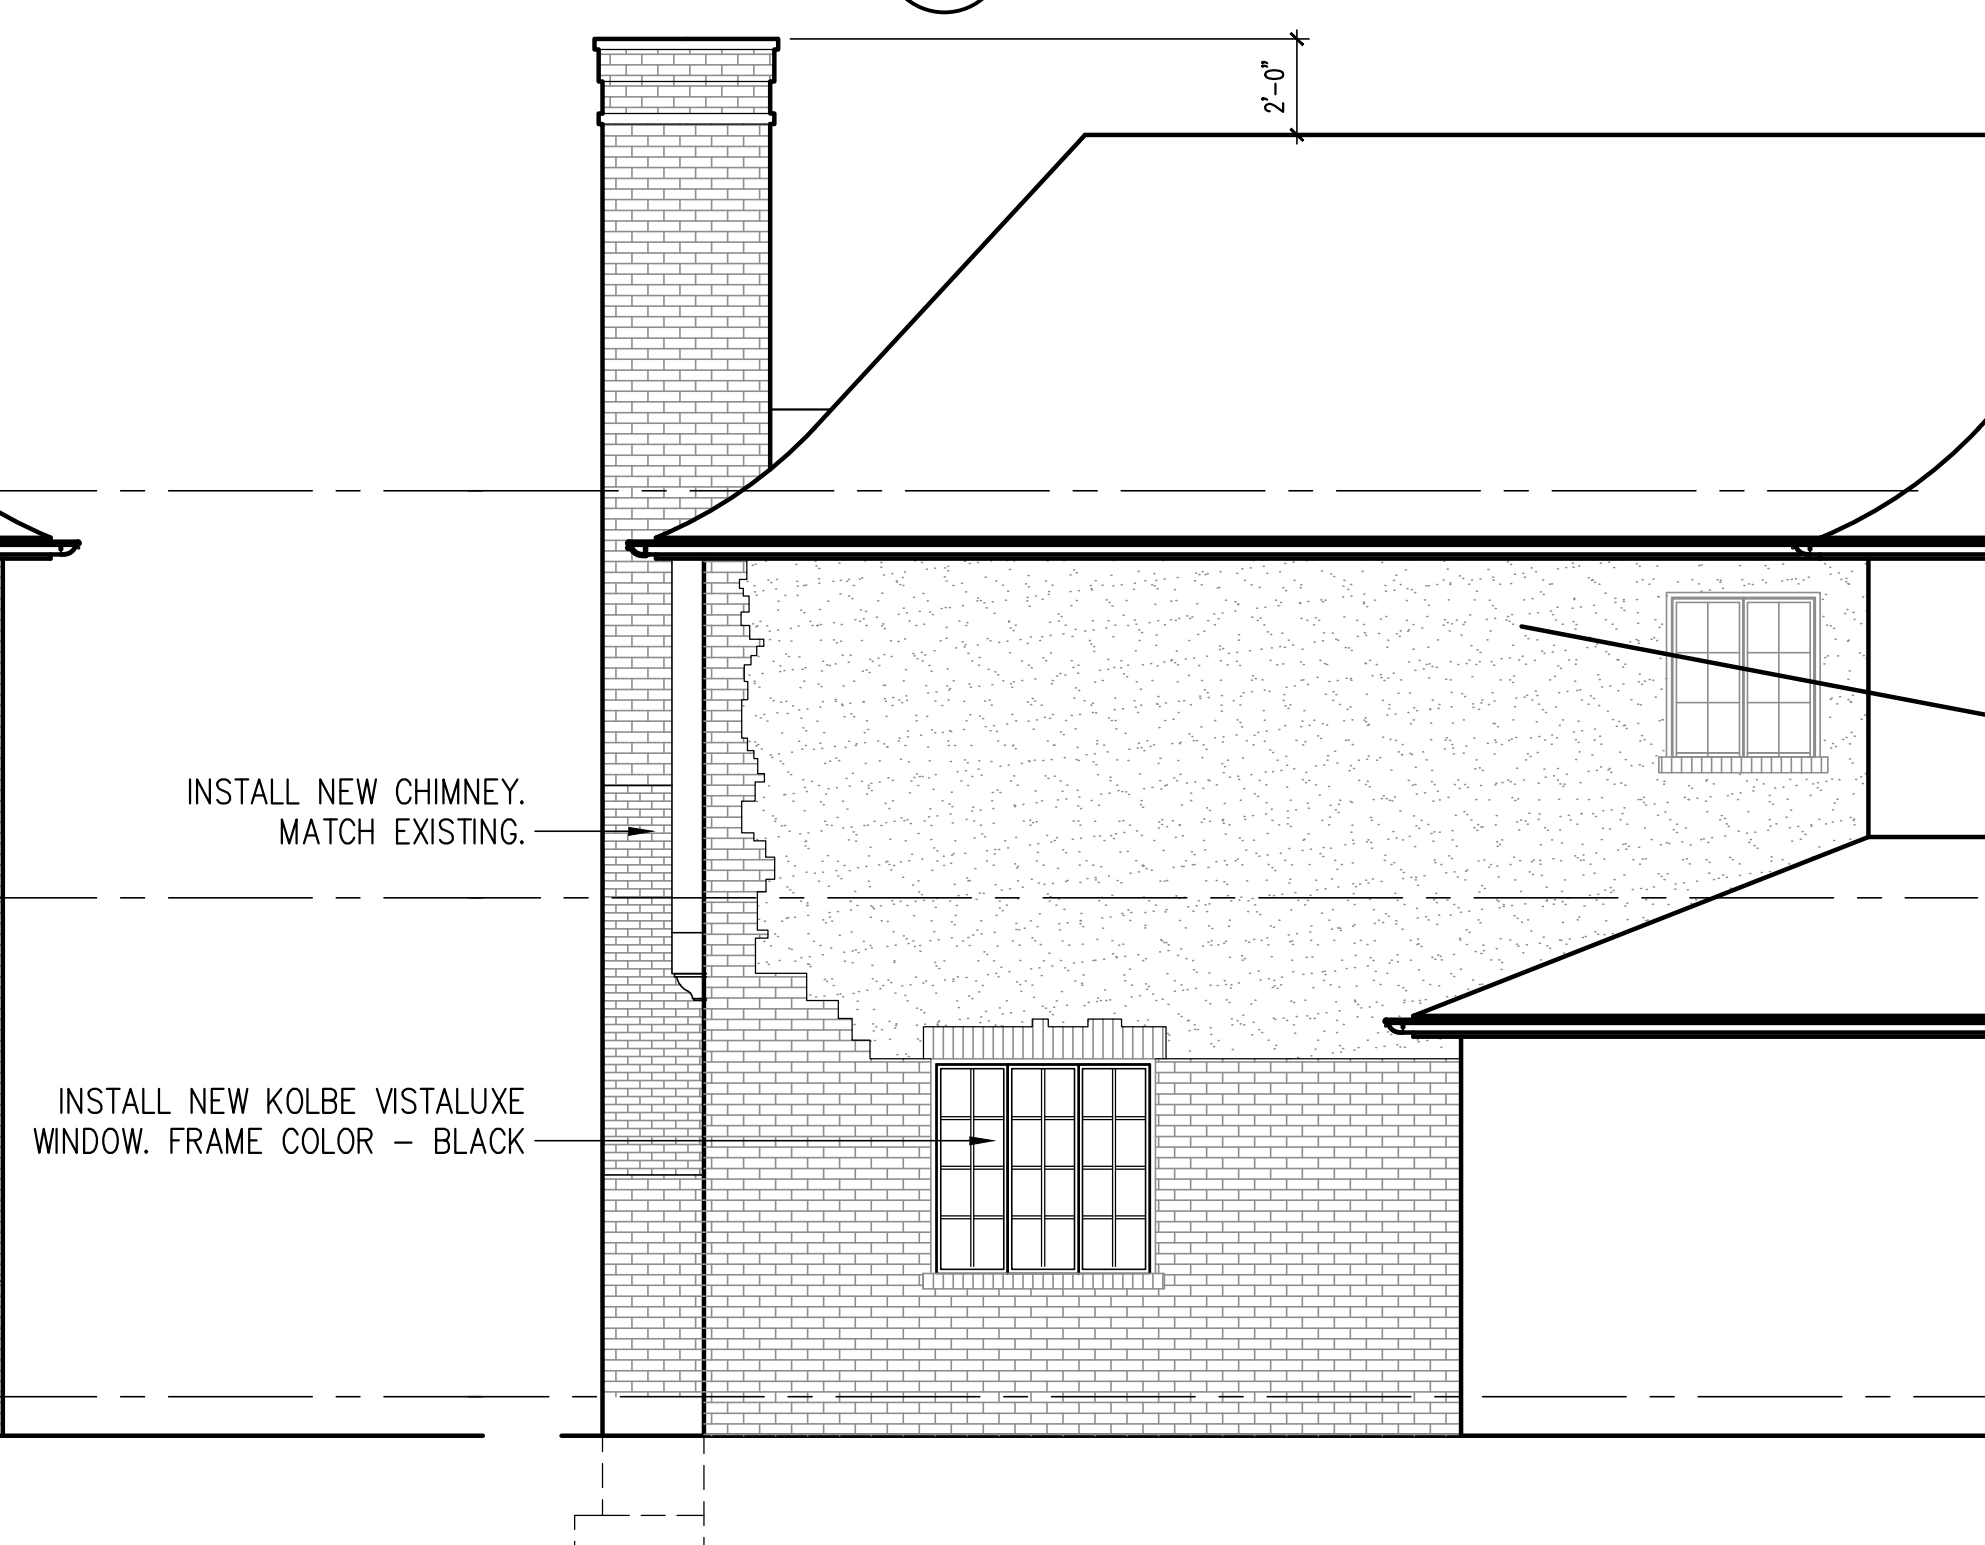 2'-0"
INSTALL NEW CHIMNEY.
MATCH EXISTING.
INSTALL NEW KOLBE VISTALUXE
WINDOW. FRAME COLOR – BLACK